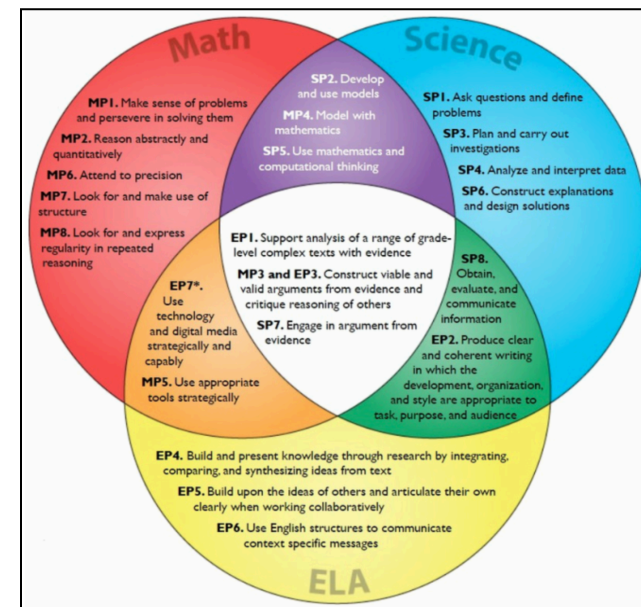 Math
Science
MP1. Make sense of problems
and persevere in solving them
MP2. Reason abstractly and
quantitatively
MP6. Attend to precision
MP7. Look for and make use of
structure
MP8. Look for and express
regularity in repeated
reasoning
SP2. Develop
and use models
MP4. Model with
mathematics
SP5. Use mathematics and
computational thinking
SP1. Ask questions and define
problems
SP3. Plan and carry out
investigations
SP4. Analyze and interpret data
SP6. Construct explanations
and design solutions
EP1. Support analysis of a range of grade-
level complex texts with evidence
MP3 and EP3. Construct viable and
valid arguments from evidence and
critique reasoning of others
SP7. Engage in argument from
evidence
EP7*.
Use
technology
and digital media
strategically and
capably
MP5. Use appropriate
tools strategically
SP8.
Obtain,
evaluate, and
communicate
information
EP2. Produce clear
and coherent writing
in which the
development, organization,
and style are appropriate to
task, purpose, and audience
EP4. Build and present knowledge through research by integrating,
comparing, and synthesizing ideas from text
EP5. Build upon the ideas of others and articulate their own
clearly when working collaboratively
EP6. Use English structures to communicate
context specific messages
ELA